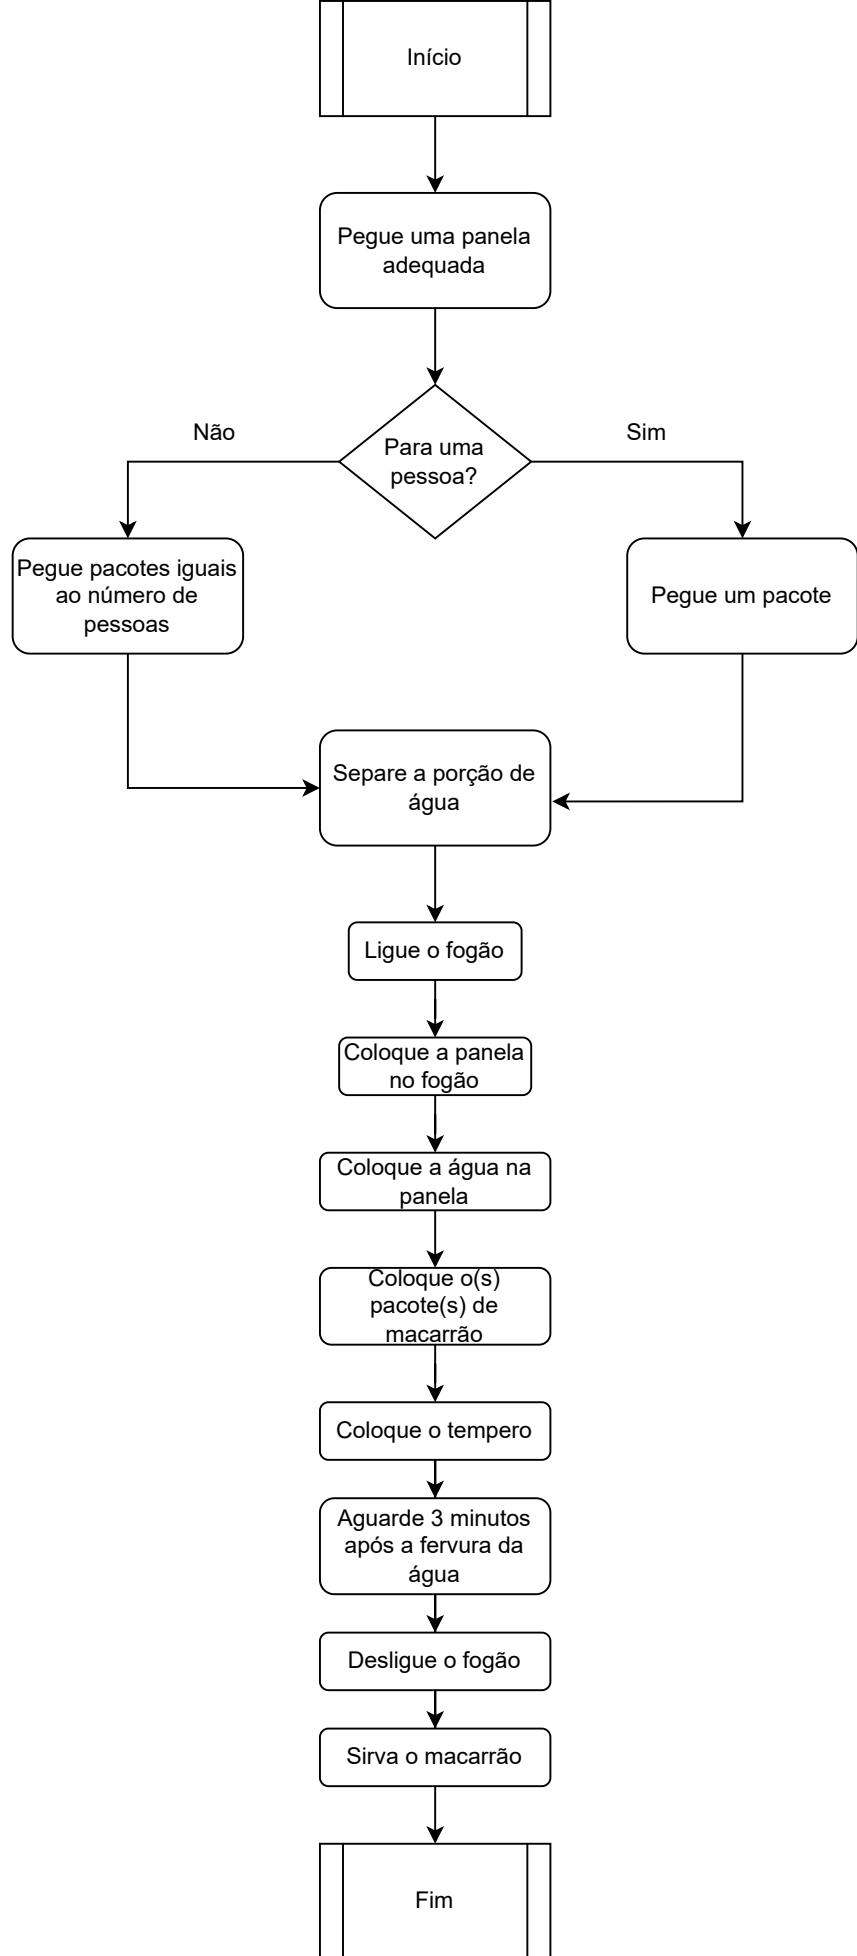 Início
Pegue uma panela
adequada
Não
Para uma
pessoa?
Sim
Pegue pacotes iguais
ao número de
pessoas
Pegue um pacote
Separe a porção de
água
Ligue o fogão
Coloque a panela
no fogão
Coloque a água na
panela
Coloque o(s)
pacote(s) de
macarrão
Coloque o tempero
Aguarde 3 minutos
após a fervura da
água
Desligue o fogão
Sirva o macarrão
Fim